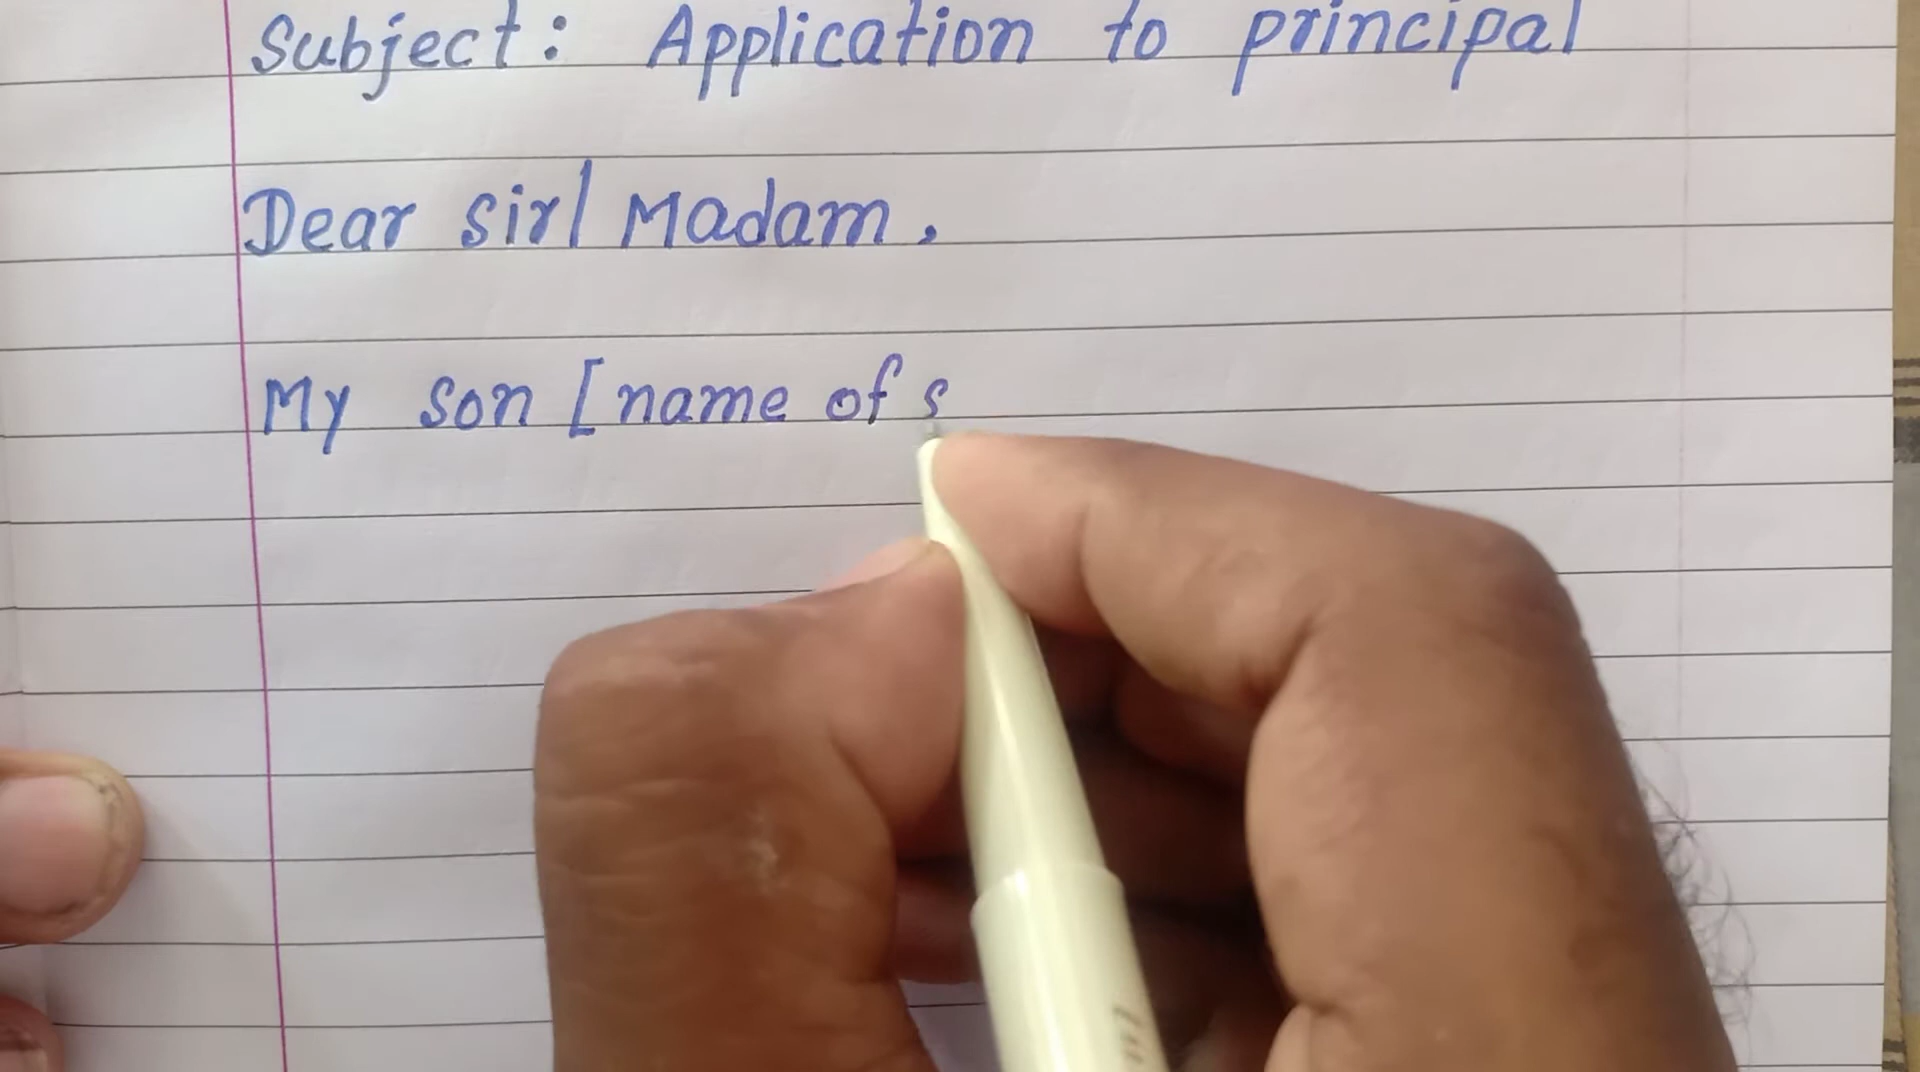 Subject: Application to principal
Dear sir/ Madam,
My son [name of s